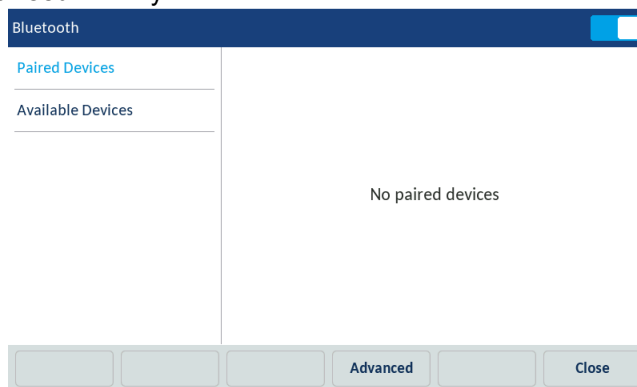 Bluetooth
Paired Devices
Available Devices
No paired devices
Advanced
Close